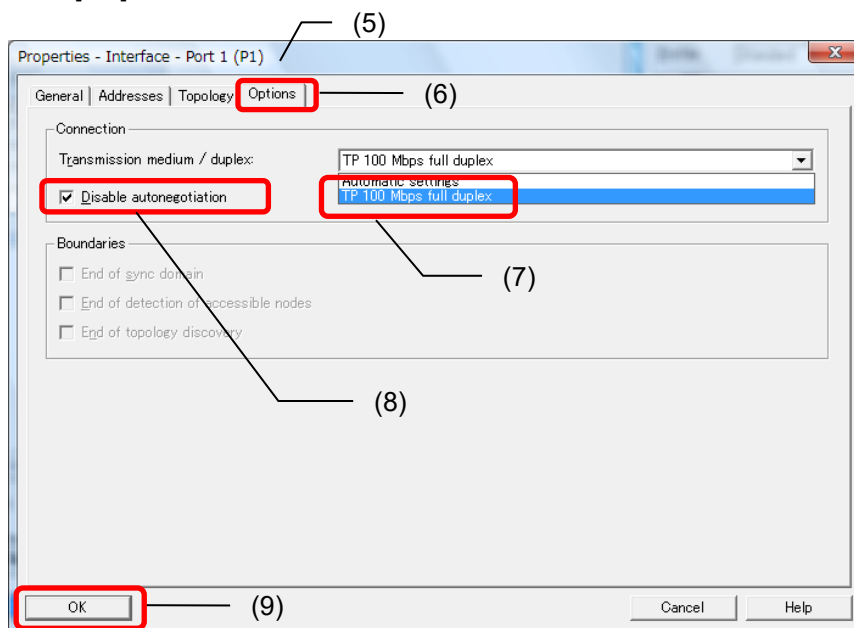 (5)
Properties - Interface - Port 1 (P1)
General Addresses Topology Options
(6)
Connection
Transmission medium / duplex:
TP 100 Mbps full duplex
Automatic settings
Disable autonegotiation
TP 100 Mbps full duplex
Boundaries
(7)
End of sync domain
End of detection of accessible nodes
End of topology discovery
(8)
OK
(9)
Cancel
Help